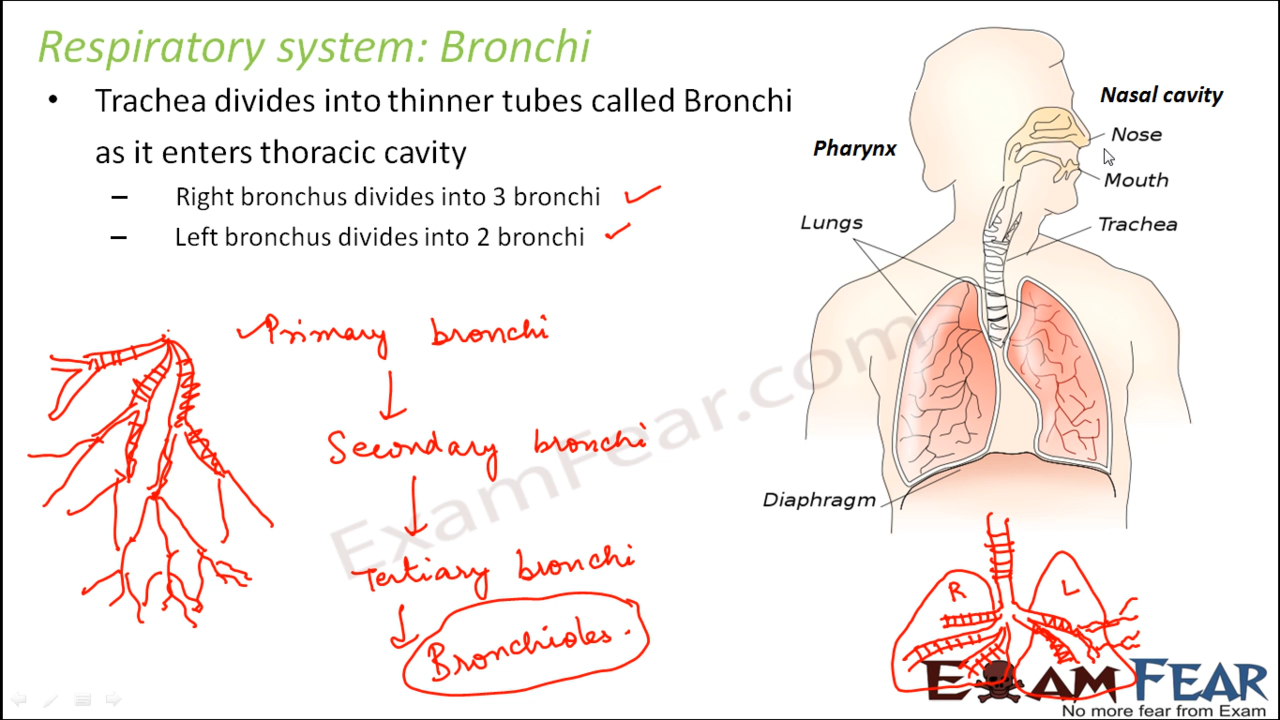 Respiratory system: Bronchi
• Trachea divides into thinner tubes called Bronchi
as it enters thoracic cavity
– Right bronchus divides into 3 bronchi
– Left bronchus divides into 2 bronchi
Primary bronchi
Secondary bronchi
Tertiary bronchi
Bronchioles.
Nasal cavity
Nose
Pharynx
Mouth
Lungs
Trachea
Diaphragm
R
L
ExamFear.com
EXAM FEAR
No more fear from Exam